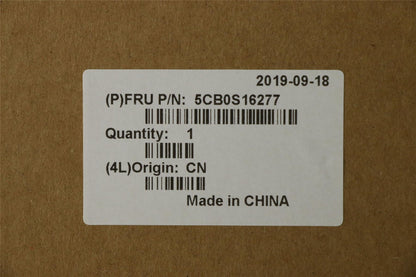 2019-09-18
(P)FRU P/N: 5CB0S16277
Quantity: 1
(4L)Origin: CN
Made in CHINA